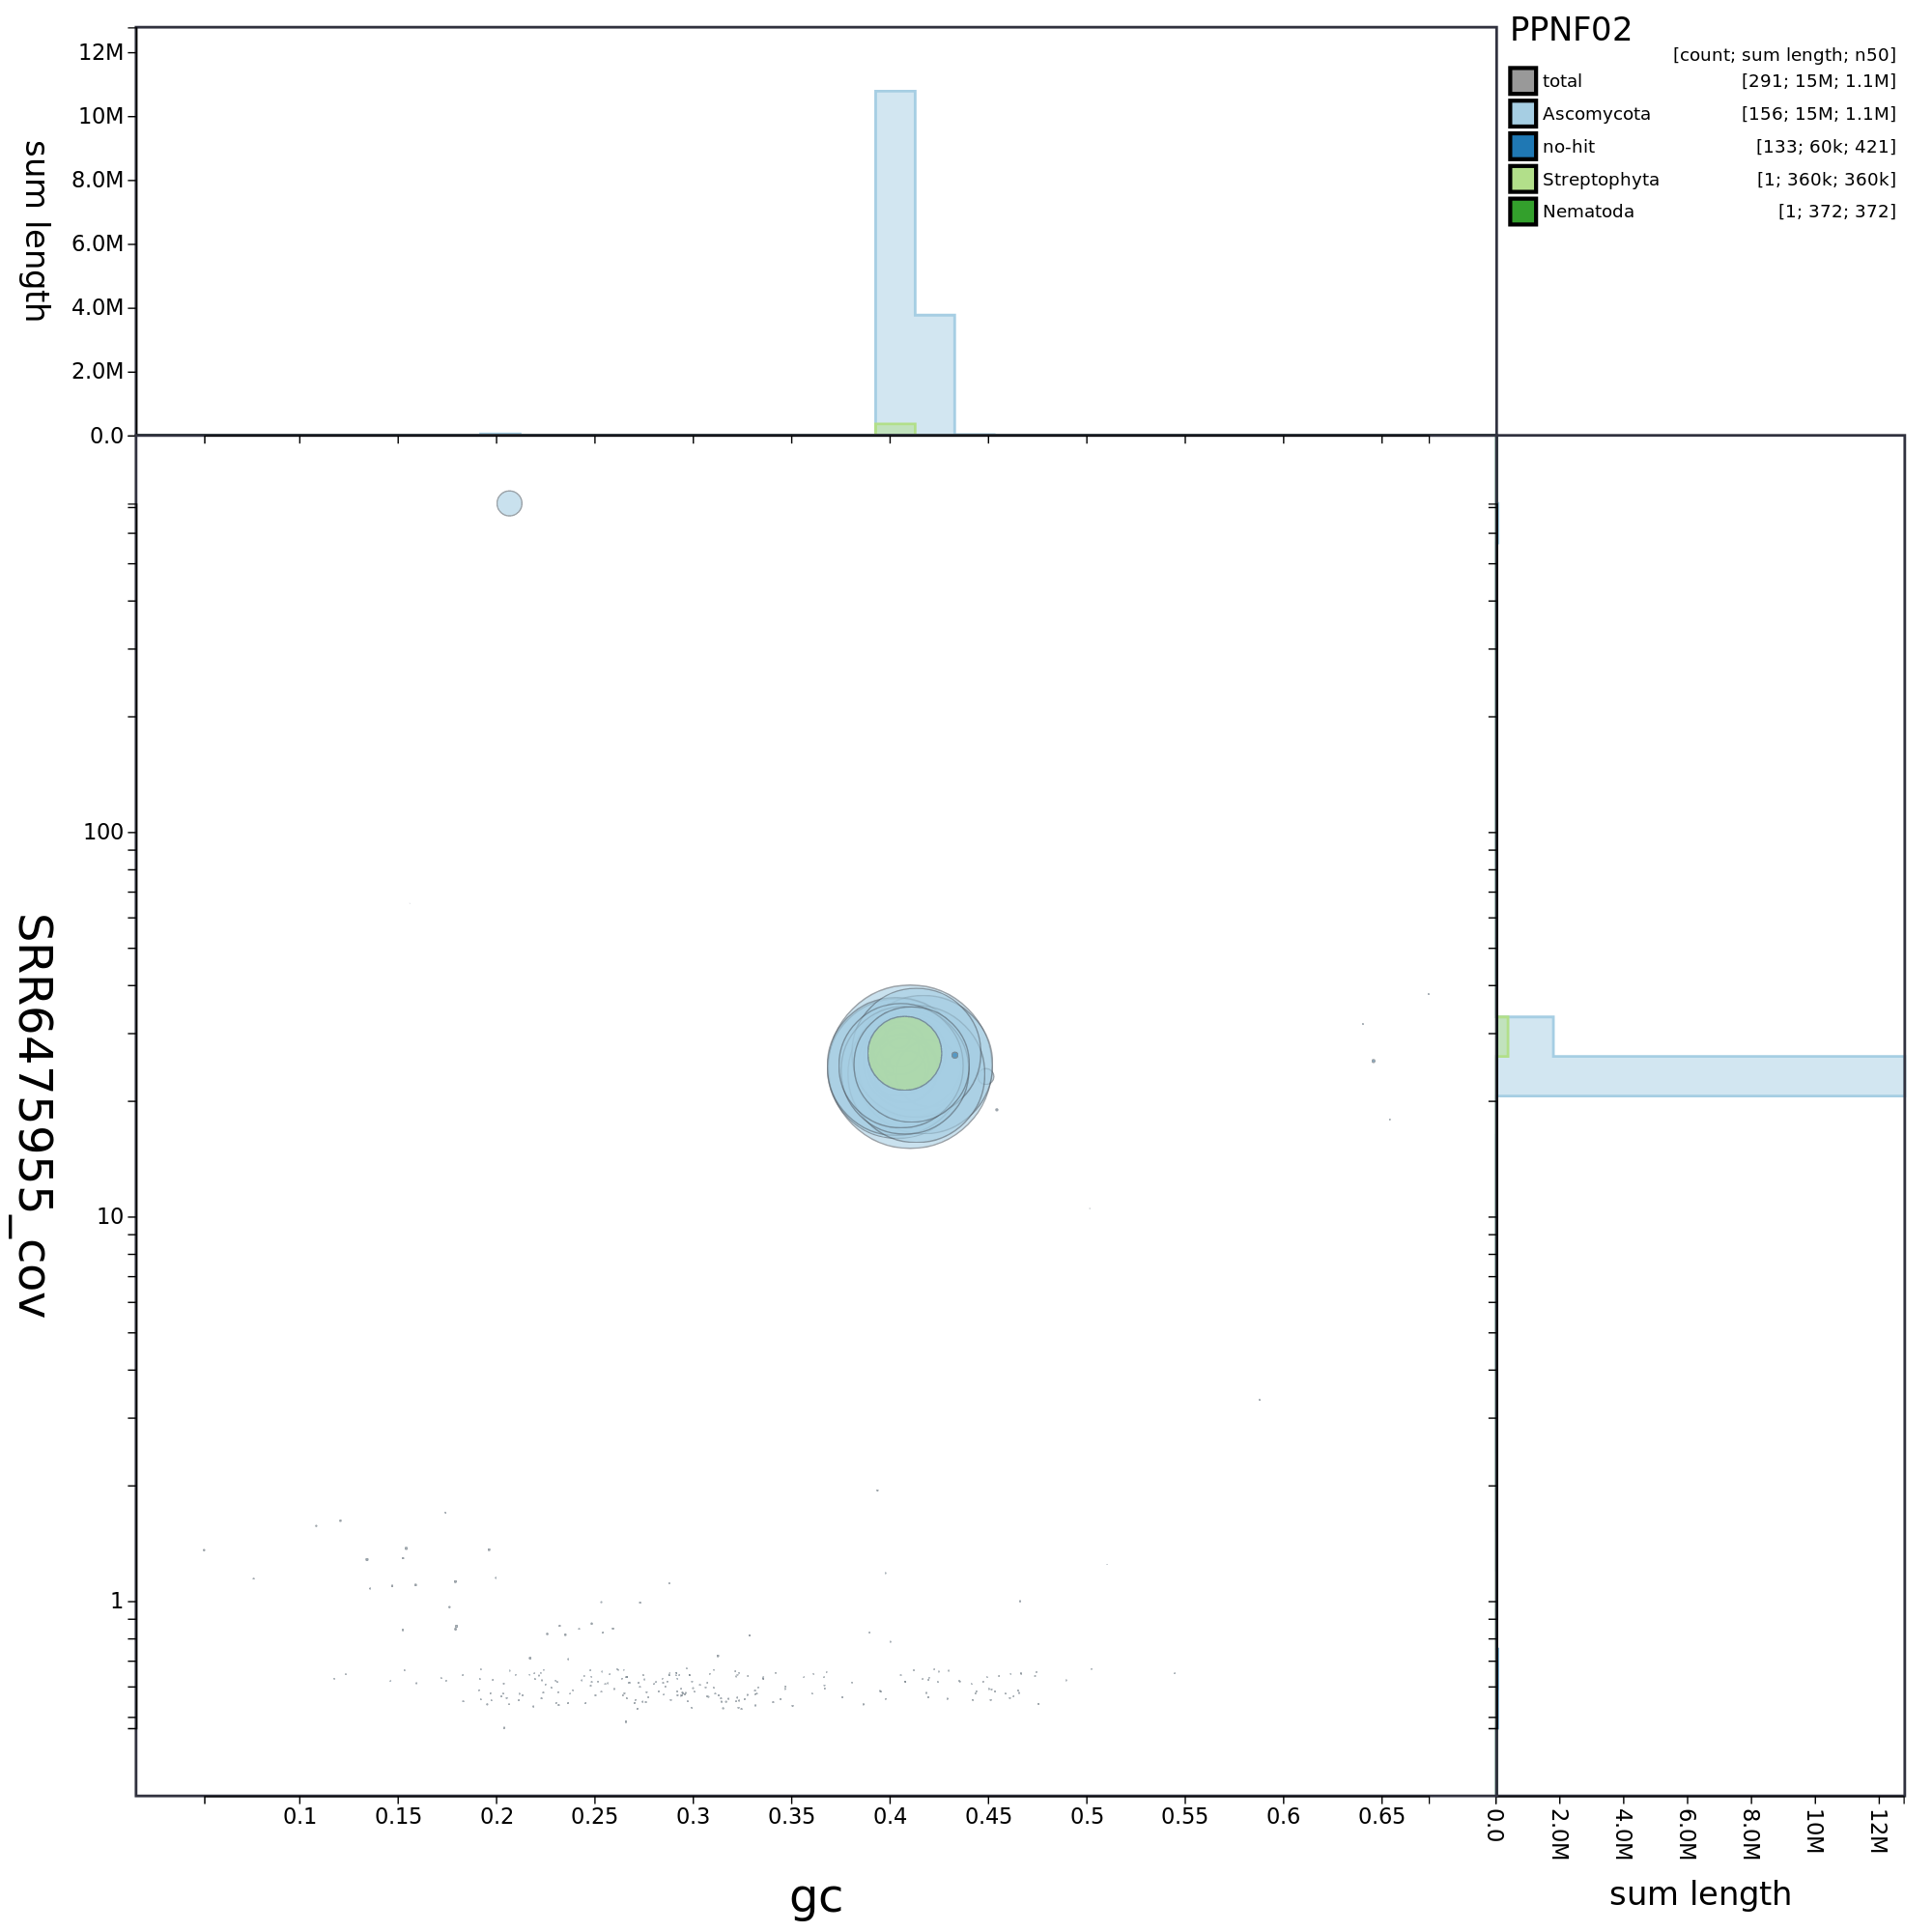 PPNF02
[count; sum length; n50]
total [291; 15M; 1.1M]
Ascomycota [156; 15M; 1.1M]
no-hit [133; 60k; 421]
Streptophyta [1; 360k; 360k]
Nematoda [1; 372; 372]
12M
10M
8.0M
6.0M
4.0M
2.0M
0.0
sum length
100
10
1
SRR6475955_cov
0.1 0.15 0.2 0.25 0.3 0.35 0.4 0.45 0.5 0.55 0.6 0.65
gc
0.0 2.0M 4.0M 6.0M 8.0M 10M 12M
sum length